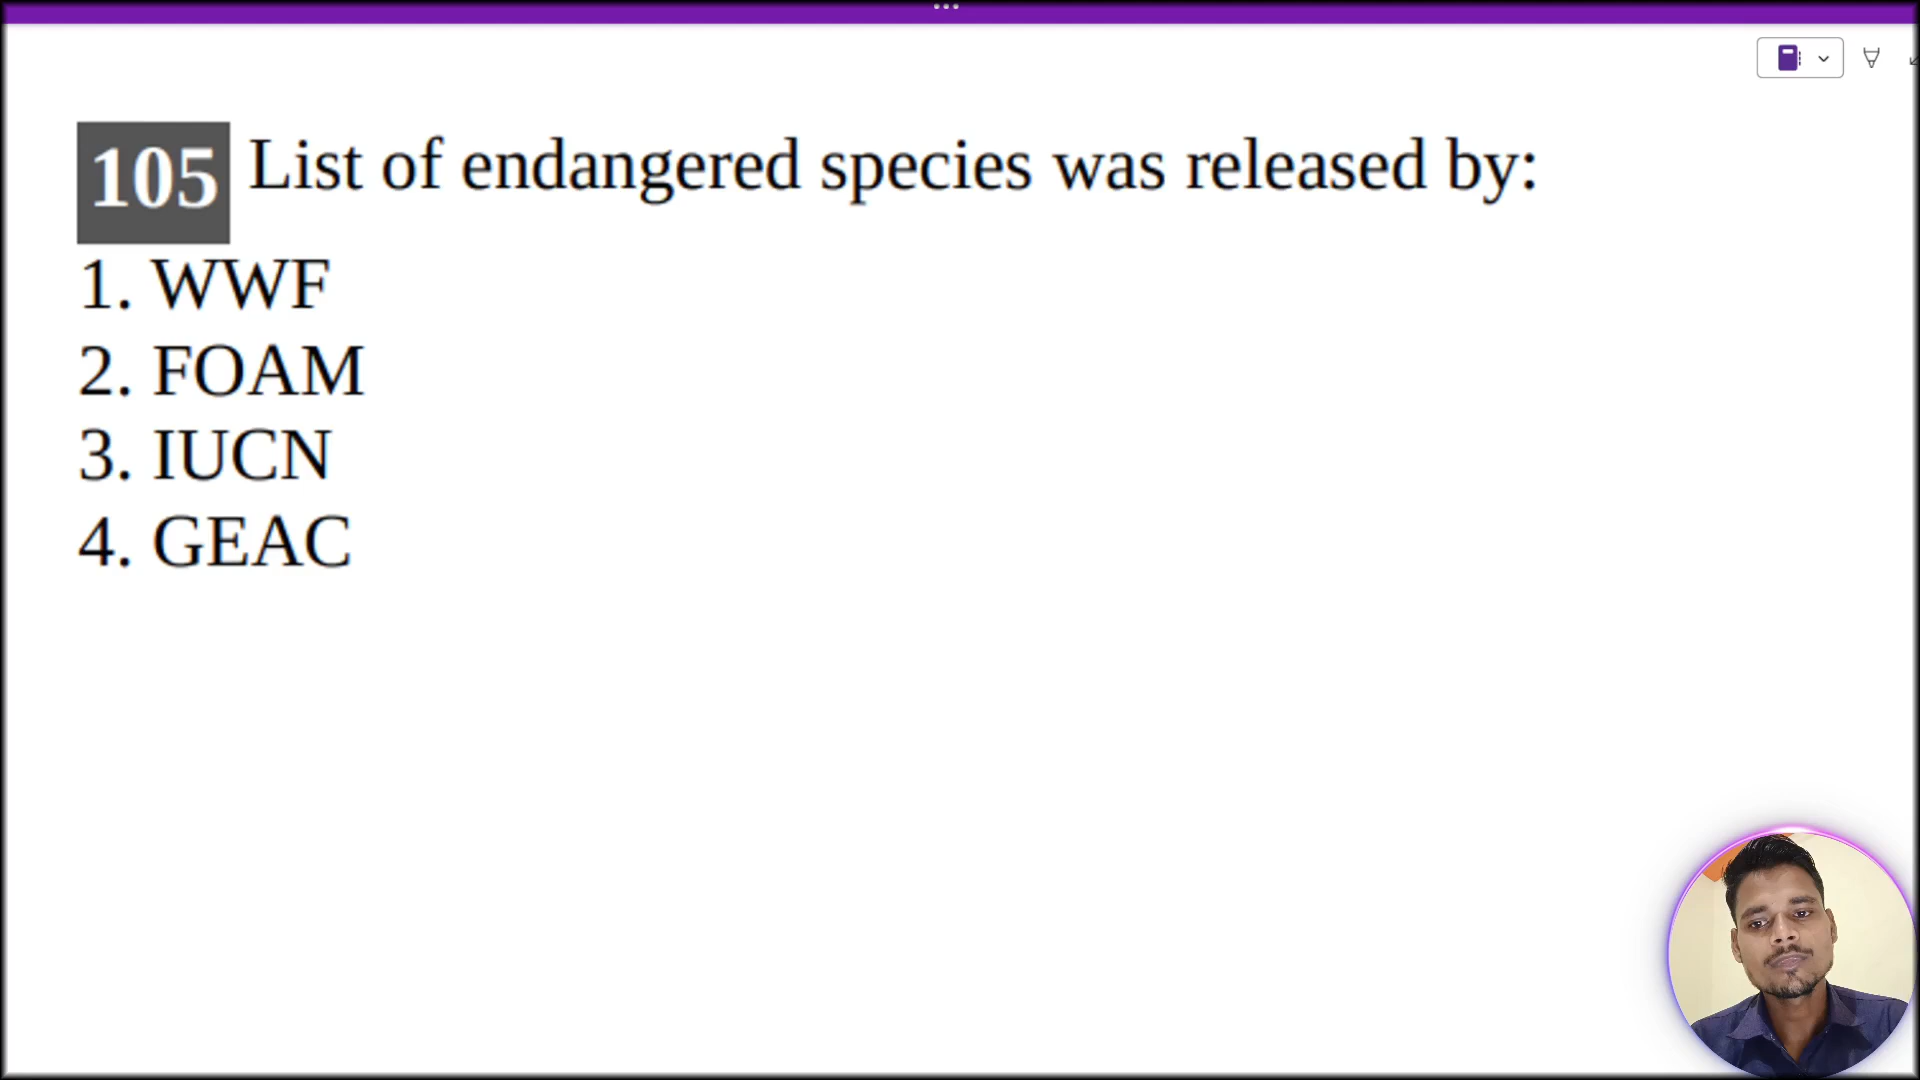 105 List of endangered species was released by:
1. WWF
2. FOAM
3. IUCN
4. GEAC